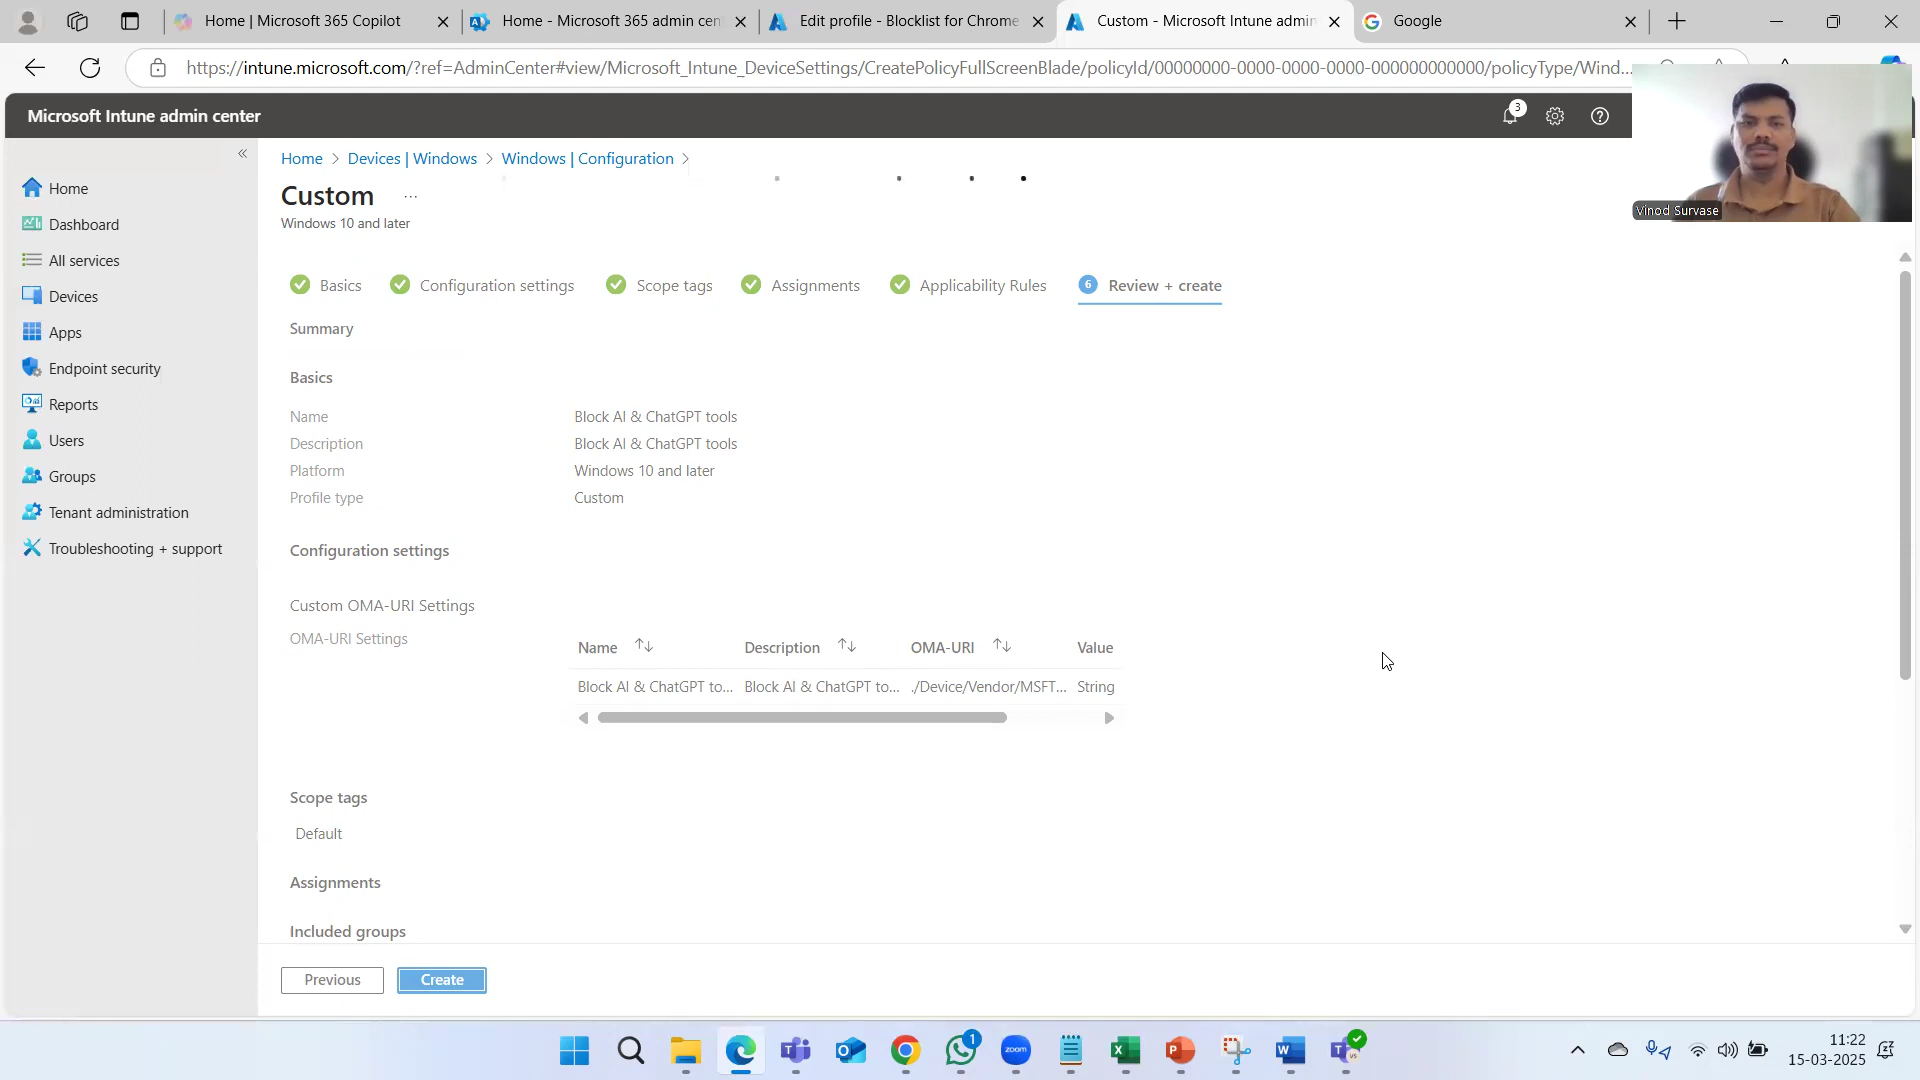 Home | Microsoft 365 Copilot
Home - Microsoft 365 admin cen
Edit profile - Blocklist for Chrome
Custom - Microsoft Intune admin
Google
https://intune.microsoft.com/?ref=AdminCenter#view/Microsoft_Intune_DeviceSettings/CreatePolicyFullScreenBlade/policyId/00000000-0000-0000-0000-000000000000/policyType/Wind...
Microsoft Intune admin center
3
Vinod Survase
Home
Dashboard
All services
Devices
Apps
Endpoint security
Reports
Users
Groups
Tenant administration
Troubleshooting + support
Home > Devices | Windows > Windows | Configuration >
Custom ...
Windows 10 and later
Basics
Configuration settings
Scope tags
Assignments
Applicability Rules
6 Review + create
Summary
Basics
Name Block AI & ChatGPT tools
Description Block AI & ChatGPT tools
Platform Windows 10 and later
Profile type Custom
Configuration settings
Custom OMA-URI Settings
OMA-URI Settings
Name Description OMA-URI Value
Block AI & ChatGPT to... Block AI & ChatGPT to... ./Device/Vendor/MSFT... String
Scope tags
Default
Assignments
Included groups
Previous Create
1
zoom
11:22
15-03-2025